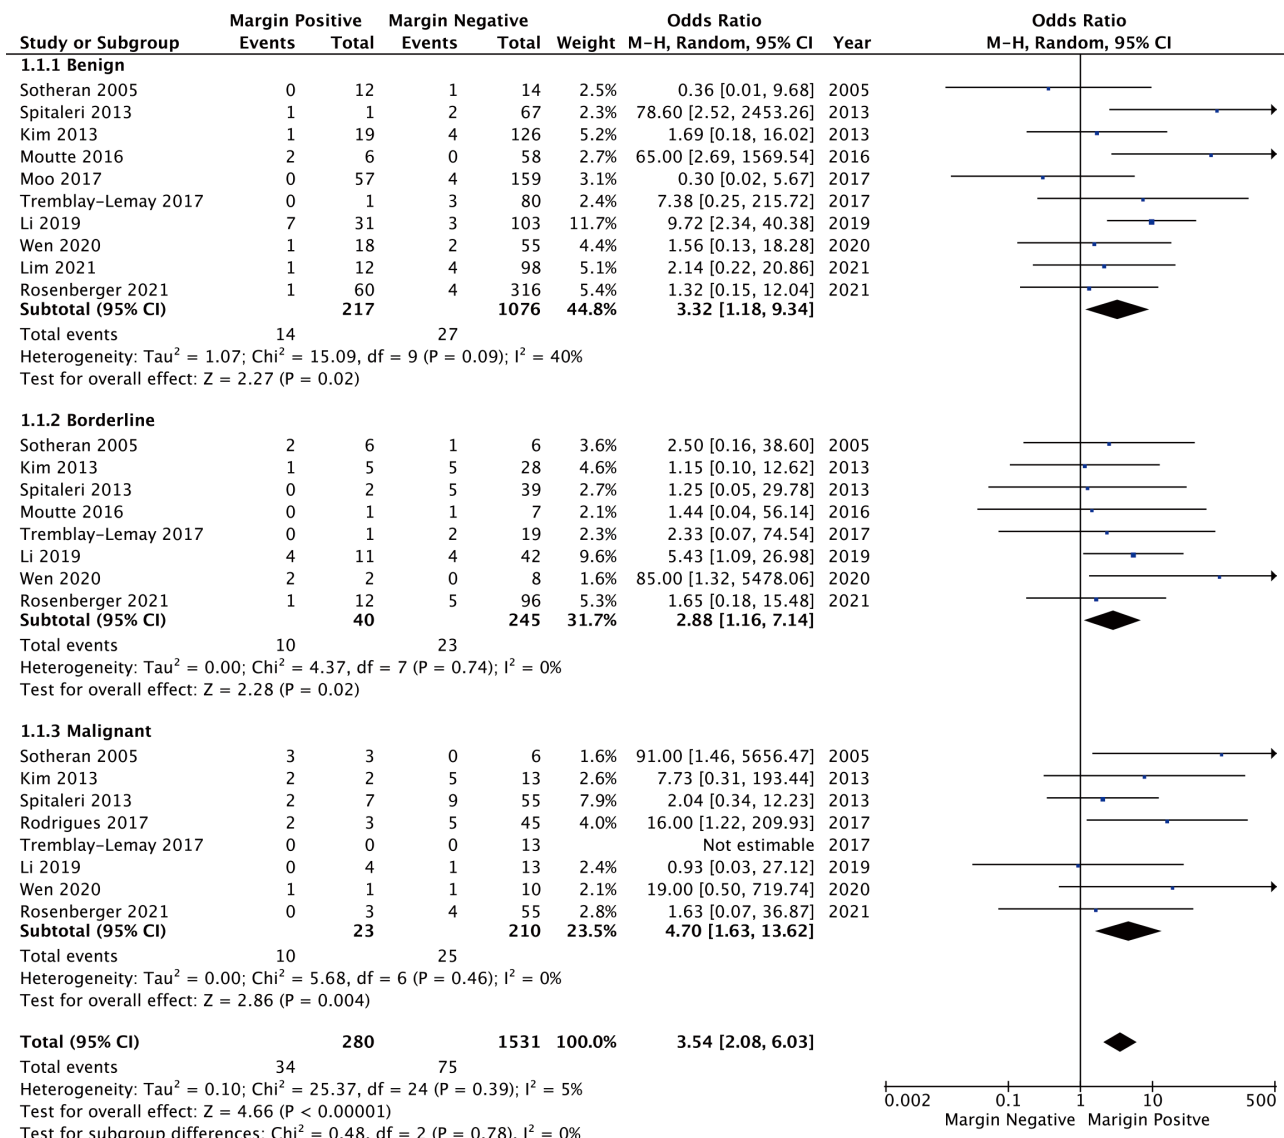 Margin Positive Margin Negative Odds Ratio Odds Ratio
Study or Subgroup Events Total Events Total Weight M-H, Random, 95% CI Year M-H, Random, 95% CI
1.1.1 Benign
Sotheran 2005 0 12 1 14 2.5% 0.36 [0.01, 9.68] 2005
Spitaleri 2013 1 1 2 67 2.3% 78.60 [2.52, 2453.26] 2013
Kim 2013 1 19 4 126 5.2% 1.69 [0.18, 16.02] 2013
Moutte 2016 2 6 0 58 2.7% 65.00 [2.69, 1569.54] 2016
Moo 2017 0 57 4 159 3.1% 0.30 [0.02, 5.67] 2017
Tremblay-Lemay 2017 0 1 3 80 2.4% 7.38 [0.25, 215.72] 2017
Li 2019 7 31 3 103 11.7% 9.72 [2.34, 40.38] 2019
Wen 2020 1 18 2 55 4.4% 1.56 [0.13, 18.28] 2020
Lim 2021 1 12 4 98 5.1% 2.14 [0.22, 20.86] 2021
Rosenberger 2021 1 60 4 316 5.4% 1.32 [0.15, 12.04] 2021
Subtotal (95% CI) 217 1076 44.8% 3.32 [1.18, 9.34]
Total events 14 27
Heterogeneity: Tau² = 1.07; Chi² = 15.09, df = 9 (P = 0.09); I² = 40%
Test for overall effect: Z = 2.27 (P = 0.02)
1.1.2 Borderline
Sotheran 2005 2 6 1 6 3.6% 2.50 [0.16, 38.60] 2005
Kim 2013 1 5 5 28 4.6% 1.15 [0.10, 12.62] 2013
Spitaleri 2013 0 2 5 39 2.7% 1.25 [0.05, 29.78] 2013
Moutte 2016 0 1 1 7 2.1% 1.44 [0.04, 56.14] 2016
Tremblay-Lemay 2017 0 1 2 19 2.3% 2.33 [0.07, 74.54] 2017
Li 2019 4 11 4 42 9.6% 5.43 [1.09, 26.98] 2019
Wen 2020 2 2 0 8 1.6% 85.00 [1.32, 5478.06] 2020
Rosenberger 2021 1 12 5 96 5.3% 1.65 [0.18, 15.48] 2021
Subtotal (95% CI) 40 245 31.7% 2.88 [1.16, 7.14]
Total events 10 23
Heterogeneity: Tau² = 0.00; Chi² = 4.37, df = 7 (P = 0.74); I² = 0%
Test for overall effect: Z = 2.28 (P = 0.02)
1.1.3 Malignant
Sotheran 2005 3 3 0 6 1.6% 91.00 [1.46, 5656.47] 2005
Kim 2013 2 2 5 13 2.6% 7.73 [0.31, 193.44] 2013
Spitaleri 2013 2 7 9 55 7.9% 2.04 [0.34, 12.23] 2013
Rodrigues 2017 2 3 5 45 4.0% 16.00 [1.22, 209.93] 2017
Tremblay-Lemay 2017 0 0 0 13 Not estimable 2017
Li 2019 0 4 1 13 2.4% 0.93 [0.03, 27.12] 2019
Wen 2020 1 1 1 10 2.1% 19.00 [0.50, 719.74] 2020
Rosenberger 2021 0 3 4 55 2.8% 1.63 [0.07, 36.87] 2021
Subtotal (95% CI) 23 210 23.5% 4.70 [1.63, 13.62]
Total events 10 25
Heterogeneity: Tau² = 0.00; Chi² = 5.68, df = 6 (P = 0.46); I² = 0%
Test for overall effect: Z = 2.86 (P = 0.004)
Total (95% CI) 280 1531 100.0% 3.54 [2.08, 6.03]
Total events 34 75
Heterogeneity: Tau² = 0.10; Chi² = 25.37, df = 24 (P = 0.39); I² = 5%
Test for overall effect: Z = 4.66 (P < 0.00001)
Test for subgroup differences: Chi² = 0.48, df = 2 (P = 0.78), I² = 0%
0.002 0.1 1 10 500
Margin Negative Marigin Positve